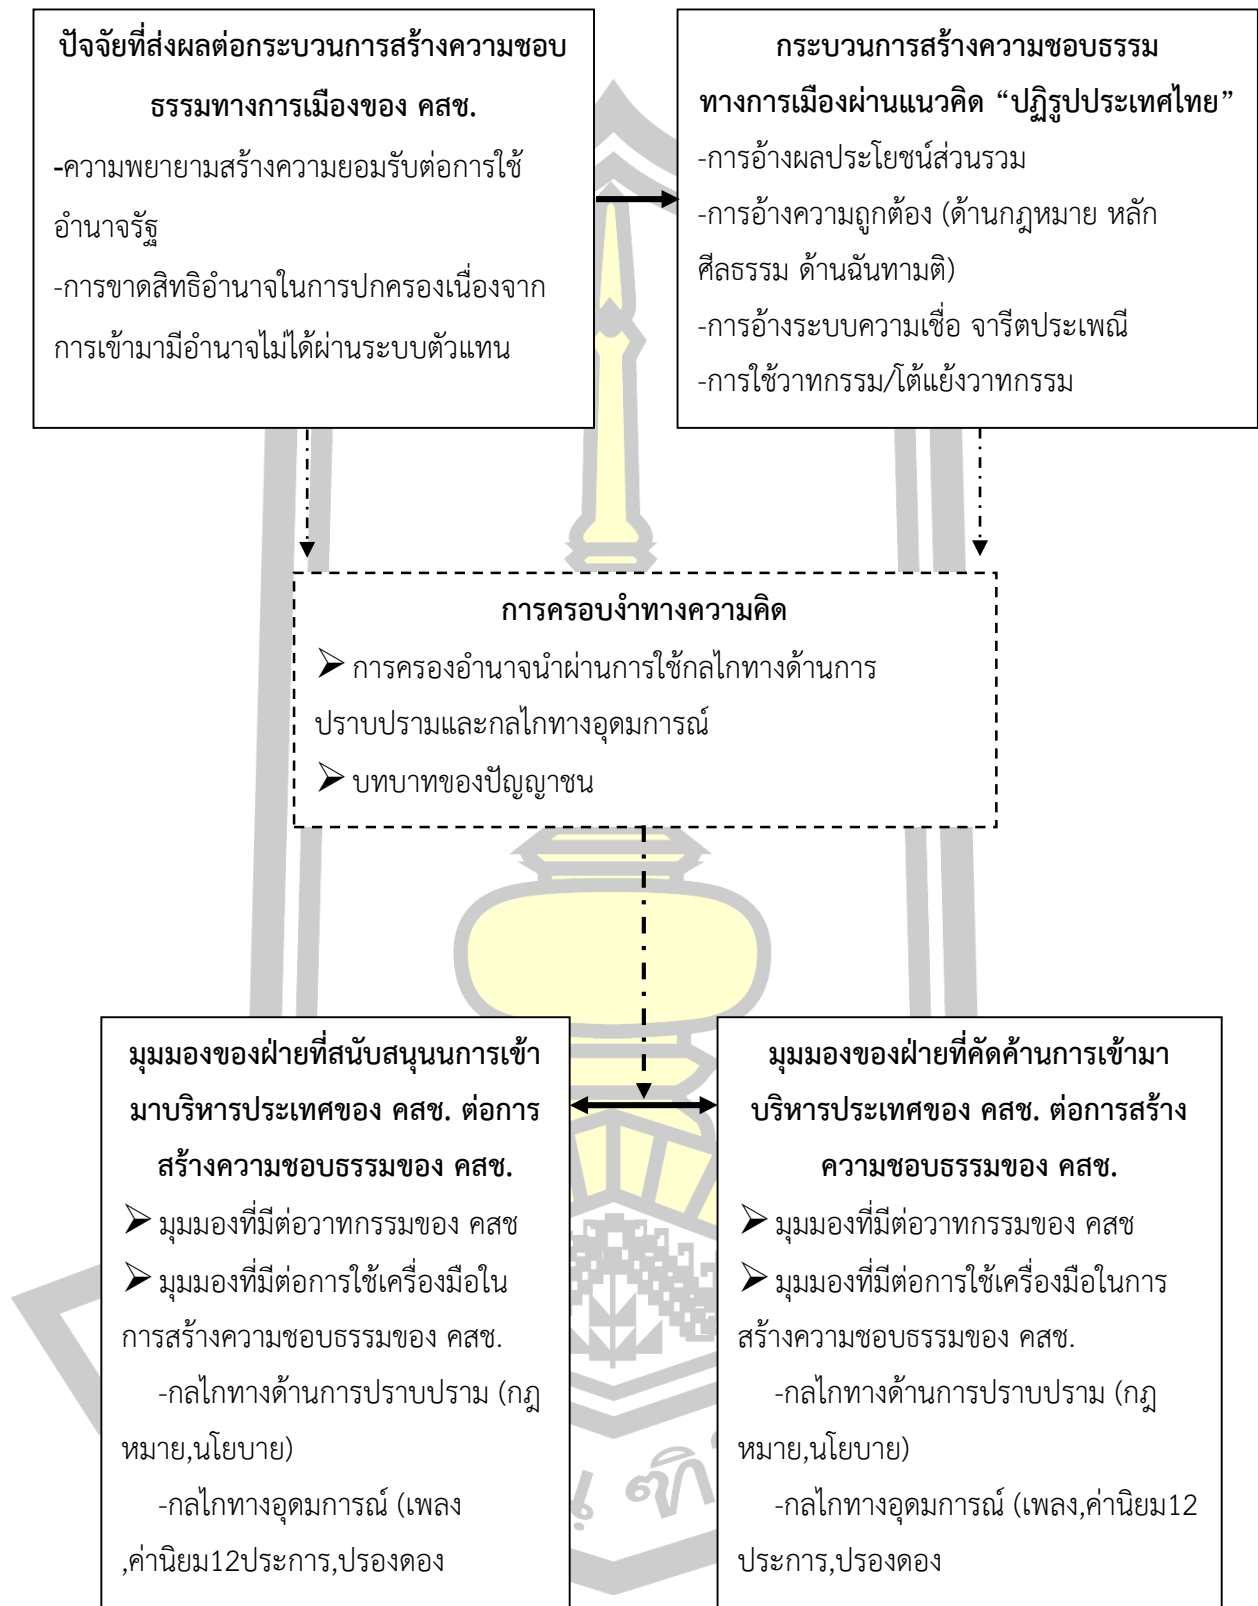 ปัจจัยที่ส่งผลต่อกระบวนการสร้างความชอบ
ธรรมทางการเมืองของ คสช.
-ความพยายามสร้างความยอมรับต่อการใช้
อำนาจรัฐ
-การขาดสิทธิอำนาจในการปกครองเนื่องจาก
การเข้ามามีอำนาจไม่ได้ผ่านระบบตัวแทน
กระบวนการสร้างความชอบธรรม
ทางการเมืองผ่านแนวคิด “ปฏิรูปประเทศไทย”
-การอ้างผลประโยชน์ส่วนรวม
-การอ้างความถูกต้อง (ด้านกฎหมาย หลัก
ศีลธรรม ด้านฉันทามติ)
-การอ้างระบบความเชื่อ จารีตประเพณี
-การใช้วาทกรรม/โต้แย้งวาทกรรม
การครอบงำทางความคิด
➢ การครองอำนาจนำผ่านการใช้กลไกทางด้านการ
ปราบปรามและกลไกทางอุดมการณ์
➢ บทบาทของปัญญาชน
มุมมองของฝ่ายที่สนับสนุนนการเข้า
มาบริหารประเทศของ คสช. ต่อการ
สร้างความชอบธรรมของ คสช.
➢ มุมมองที่มีต่อวาทกรรมของ คสช
➢ มุมมองที่มีต่อการใช้เครื่องมือใน
การสร้างความชอบธรรมของ คสช.
-กลไกทางด้านการปราบปราม (กฎ
หมาย,นโยบาย)
-กลไกทางอุดมการณ์ (เพลง
,ค่านิยม12ประการ,ปรองดอง
มุมมองของฝ่ายที่คัดค้านการเข้ามา
บริหารประเทศของ คสช. ต่อการสร้าง
ความชอบธรรมของ คสช.
➢ มุมมองที่มีต่อวาทกรรมของ คสช
➢ มุมมองที่มีต่อการใช้เครื่องมือในการ
สร้างความชอบธรรมของ คสช.
-กลไกทางด้านการปราบปราม (กฎ
หมาย,นโยบาย)
-กลไกทางอุดมการณ์ (เพลง,ค่านิยม12
ประการ,ปรองดอง